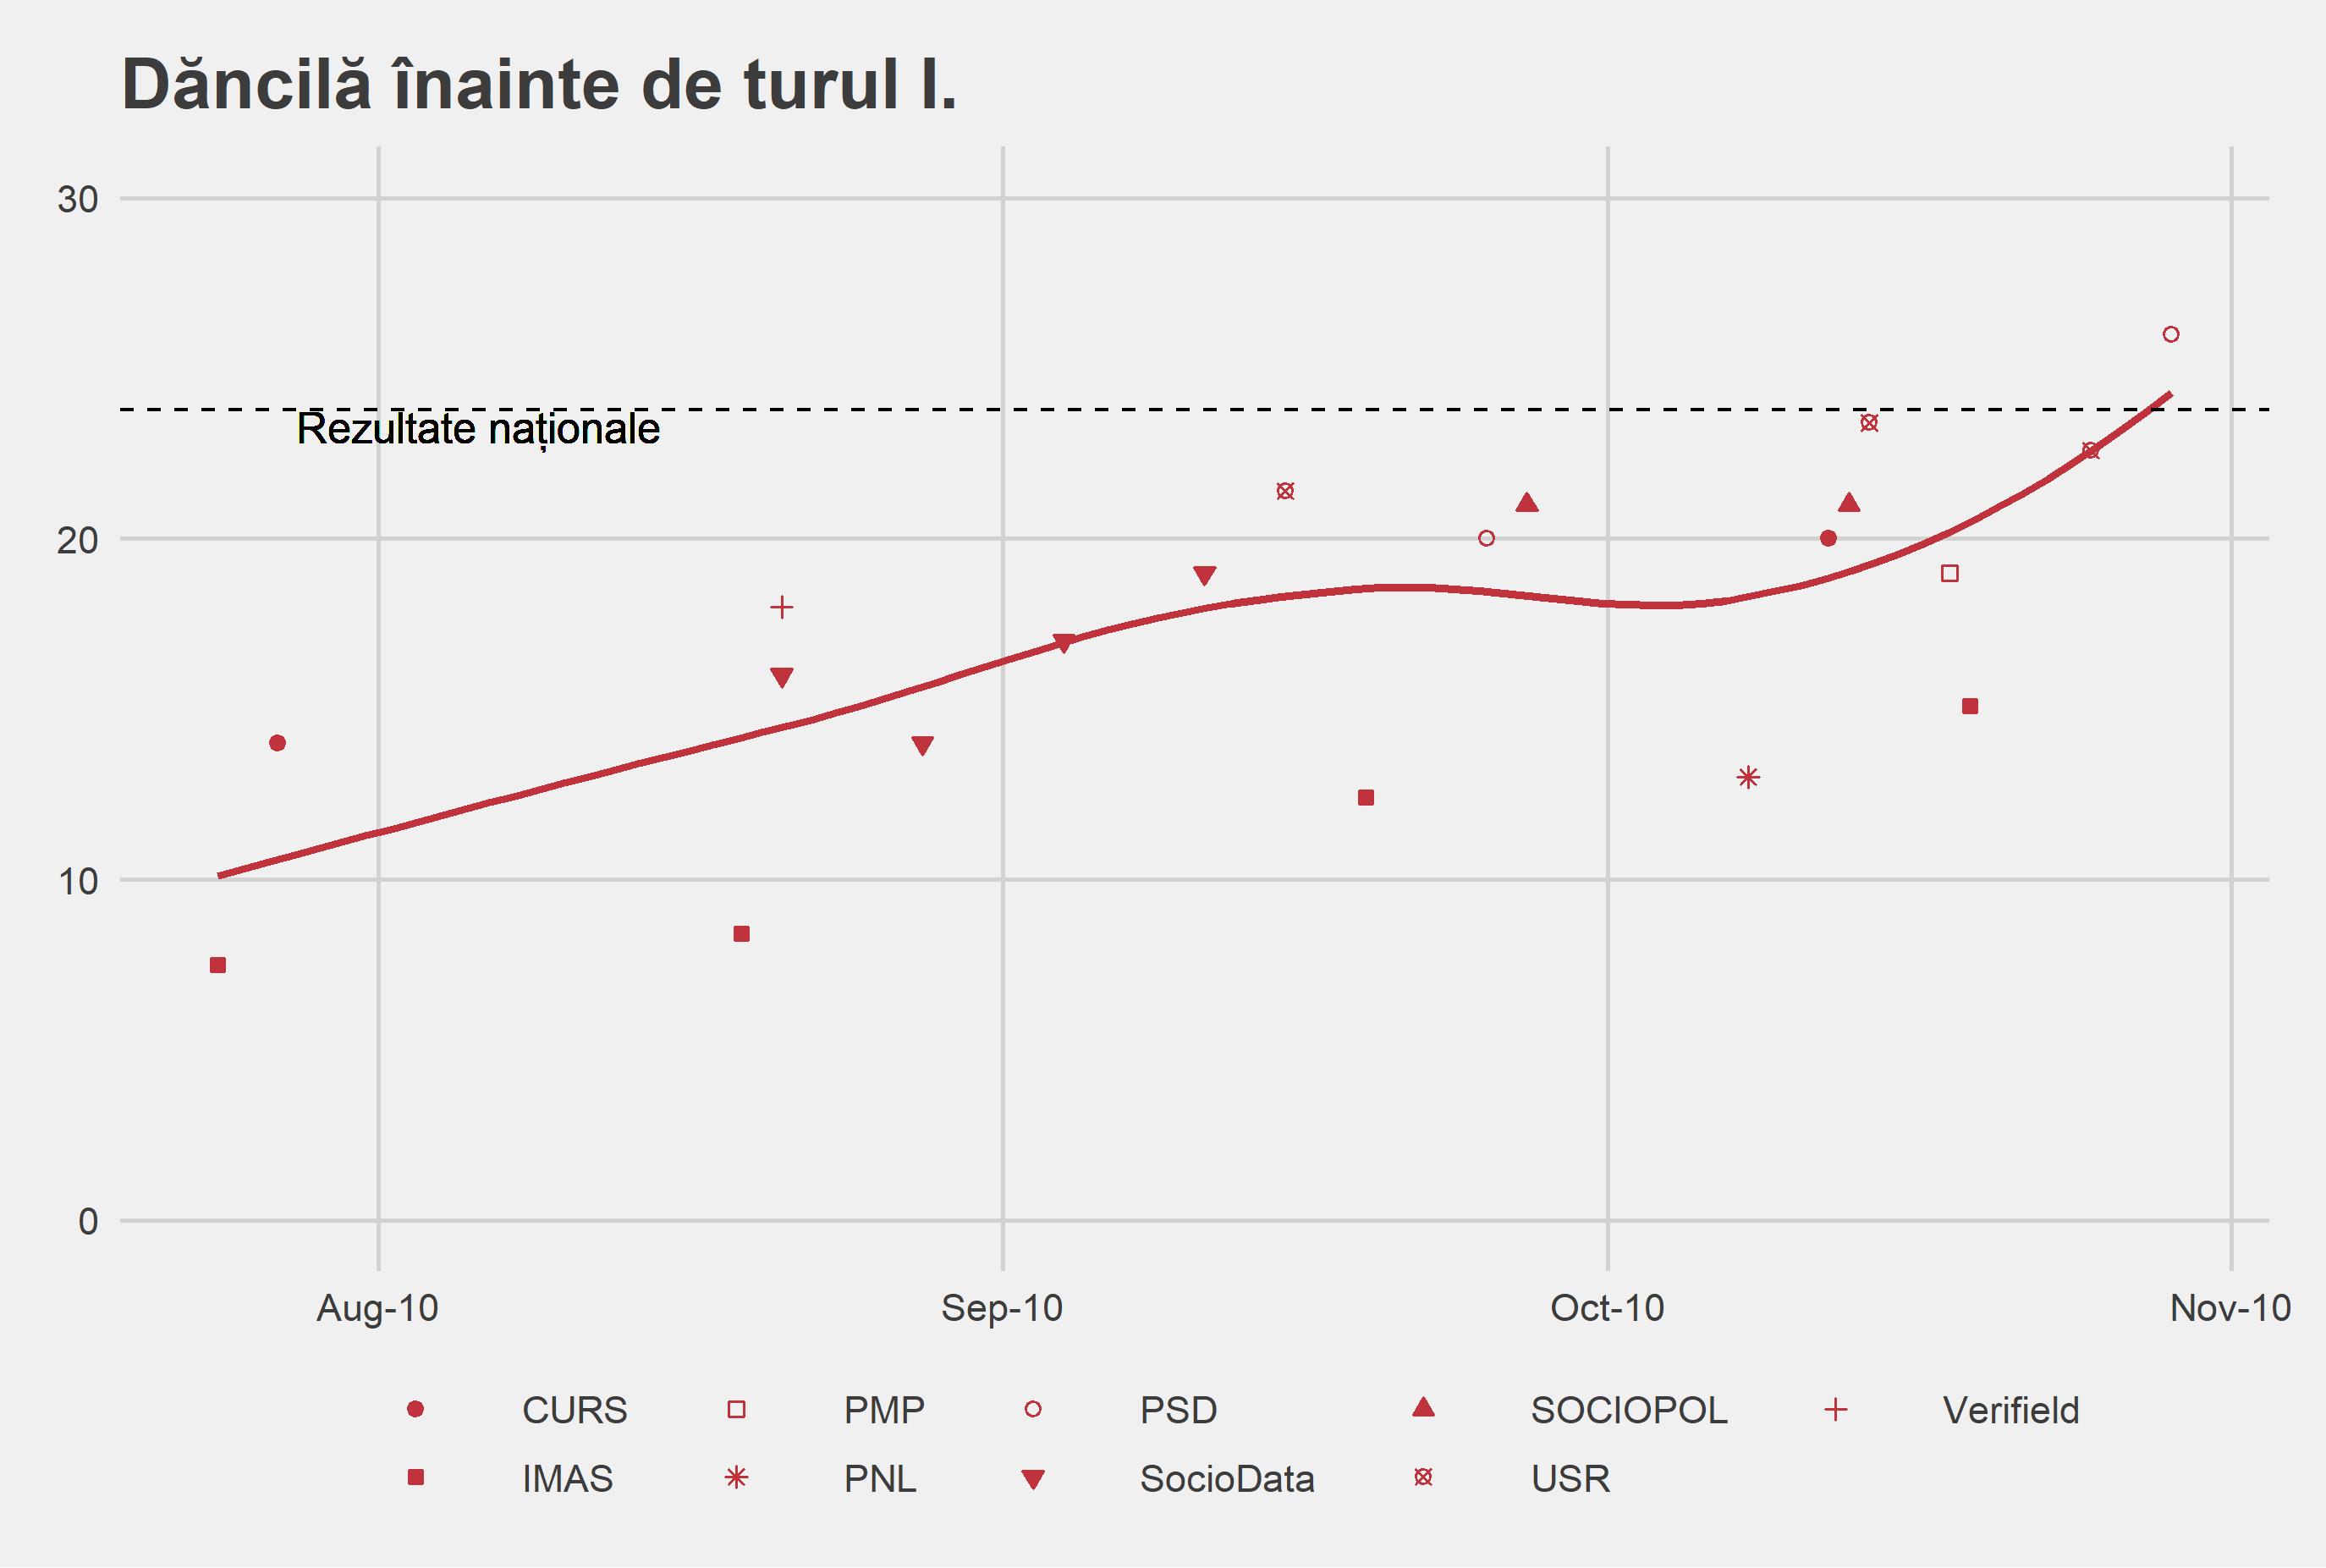 Dăncilă înainte de turul I.
30
Rezultate naționale
20
10
0
Aug-10 Sep-10 Oct-10 Nov-10
CURS PMP PSD SOCIOPOL Verifield
IMAS PNL SocioData USR